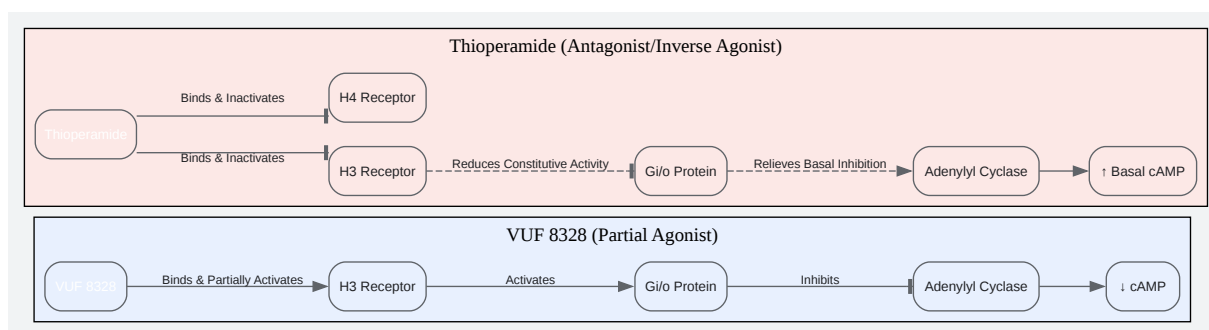 Thioperamide (Antagonist/Inverse Agonist)
Binds & Inactivates
H4 Receptor
Thioperamide
Binds & Inactivates
H3 Receptor
Reduces Constitutive Activity
Gi/o Protein
Relieves Basal Inhibition
Adenylyl Cyclase
↑ Basal cAMP
VUF 8328 (Partial Agonist)
VUF 8328
Binds & Partially Activates
H3 Receptor
Activates
Gi/o Protein
Inhibits
Adenylyl Cyclase
↓ cAMP